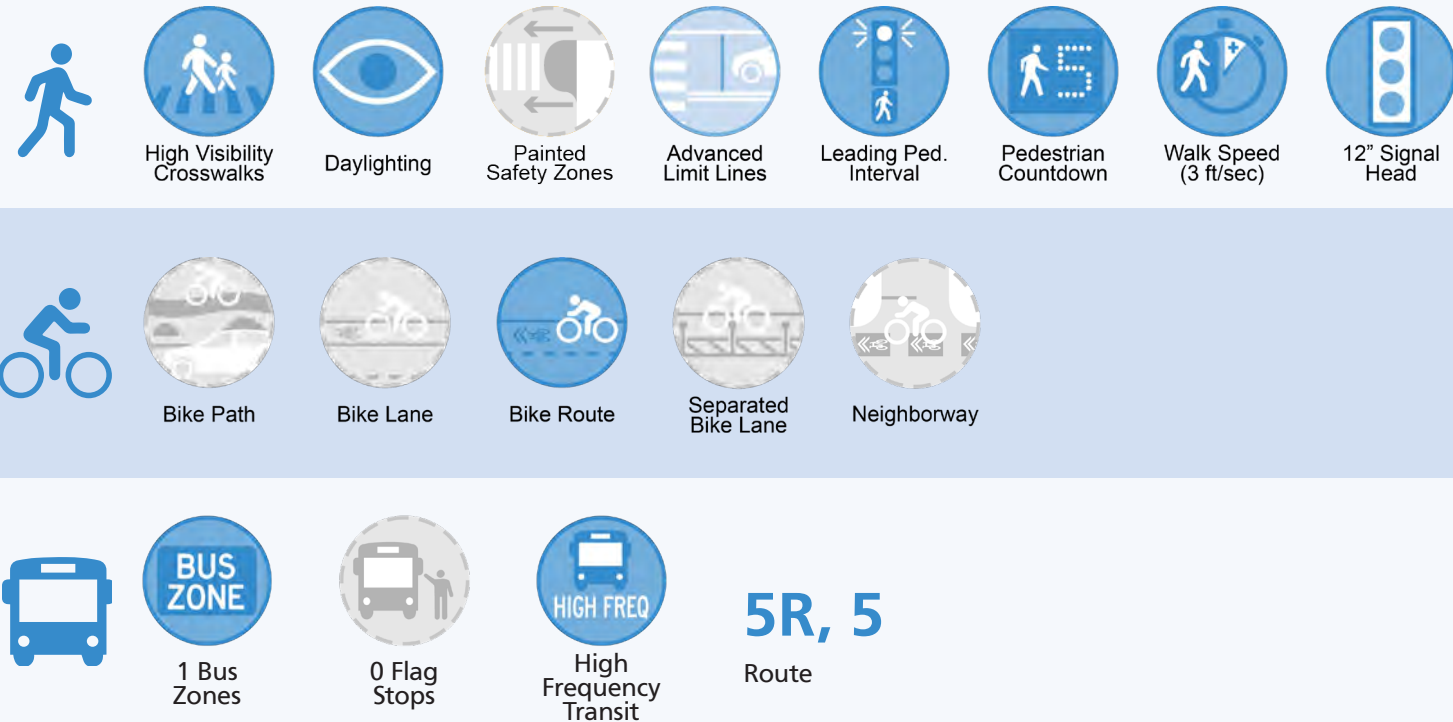 High Visibility
Crosswalks
Daylighting
Painted
Safety Zones
Advanced
Limit Lines
Leading Ped.
Interval
5
Pedestrian
Countdown
Walk Speed
(3 ft/sec)
12” Signal
Head
Bike Path
Bike Lane
Bike Route
Separated
Bike Lane
Neighborway
BUS
ZONE
1 Bus
Zones
0 Flag
Stops
HIGH FREQ
High
Frequency
Transit
5R, 5
Route